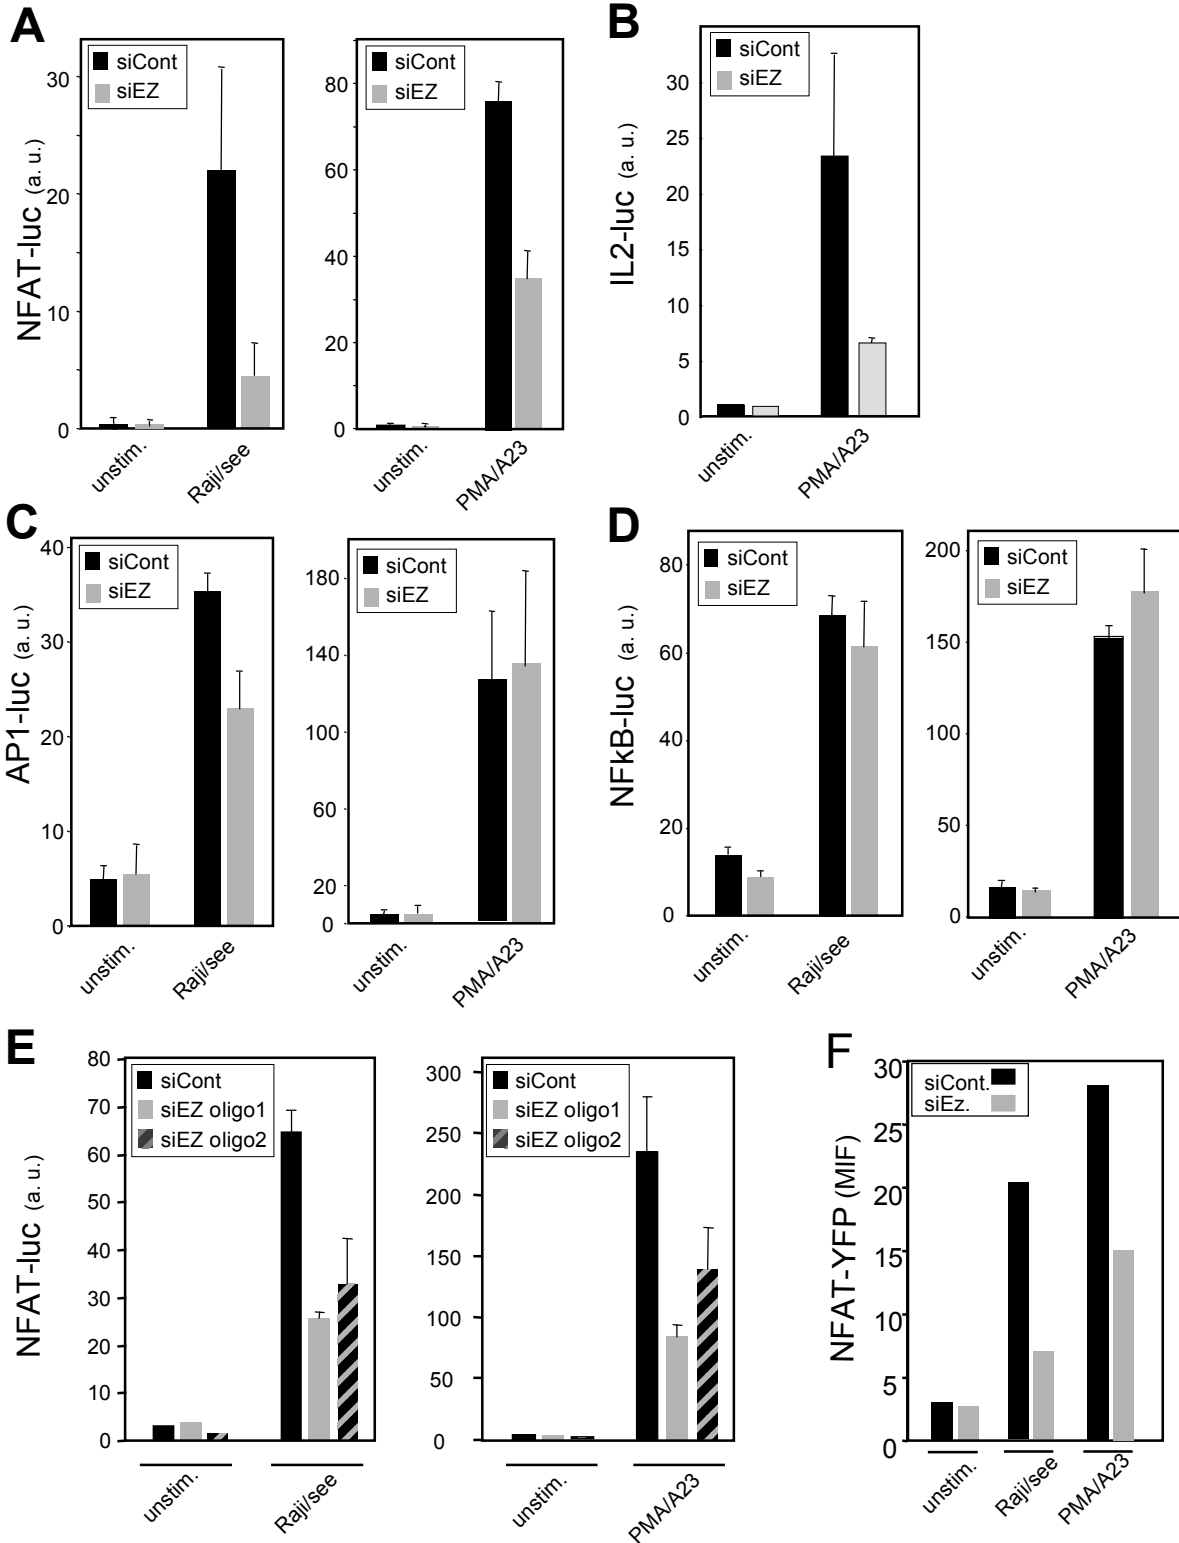 A
NFAT-luc (a. u.)
siCont
siEZ
30
20
10
0
unstim.
Raji/see
siCont
siEZ
80
60
40
20
0
unstim.
PMA/A23
B
IL2-luc (a. u.)
siCont
siEZ
30
25
20
15
10
5
0
unstim.
PMA/A23
C
AP1-luc (a. u.)
siCont
siEZ
40
30
20
10
0
unstim.
Raji/see
siCont
siEZ
180
140
100
60
20
0
unstim.
PMA/A23
D
NFkB-luc (a. u.)
siCont
siEZ
80
60
40
20
0
unstim.
Raji/see
siCont
siEZ
200
150
100
50
0
unstim.
PMA/A23
E
NFAT-luc (a. u.)
siCont
siEZ oligo1
siEZ oligo2
80
70
60
50
40
30
20
10
0
unstim.
Raji/see
siCont
siEZ oligo1
siEZ oligo2
300
250
200
150
100
50
0
unstim.
PMA/A23
F
NFAT-YFP (MIF)
siCont.
siEz.
30
25
20
15
10
5
0
unstim.
Raji/see
PMA/A23